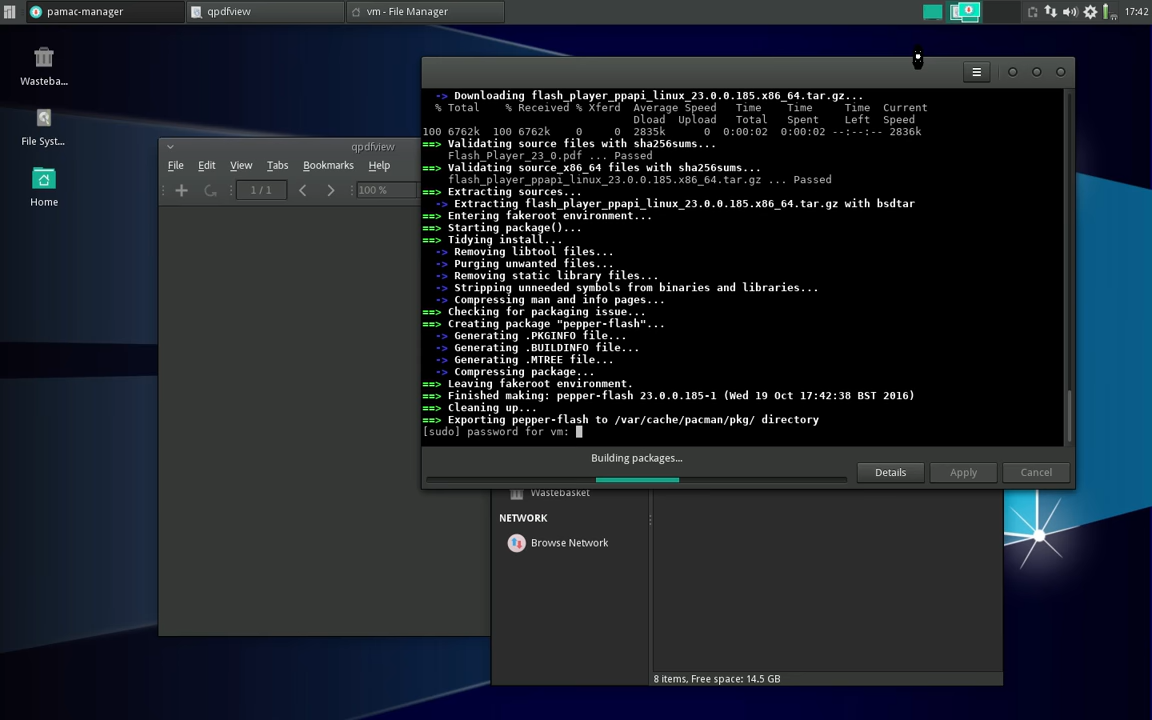 pamac-manager
qpdfview
vm - File Manager
17:42
Wasteba...
File Syst...
Home
qpdfview
File Edit View Tabs Bookmarks Help
1 / 1
100 %
-> Downloading flash_player_ppapi_linux_23.0.0.185.x86_64.tar.gz...
% Total % Received % Xferd Average Speed Time Time Time Current
Dload Upload Total Spent Left Speed
100 6762k 100 6762k 0 0 2835k 0 0:00:02 0:00:02 --:--:-- 2836k
==> Validating source files with sha256sums...
Flash_Player_23_0.pdf ... Passed
==> Validating source_x86_64 files with sha256sums...
flash_player_ppapi_linux_23.0.0.185.x86_64.tar.gz ... Passed
==> Extracting sources...
-> Extracting flash_player_ppapi_linux_23.0.0.185.x86_64.tar.gz with bsdtar
==> Entering fakeroot environment...
==> Starting package()...
==> Tidying install...
-> Removing libtool files...
-> Purging unwanted files...
-> Removing static library files...
-> Stripping unneeded symbols from binaries and libraries...
-> Compressing man and info pages...
==> Checking for packaging issue...
==> Creating package "pepper-flash"...
-> Generating .PKGINFO file...
-> Generating .BUILDINFO file...
-> Generating .MTREE file...
-> Compressing package...
==> Leaving fakeroot environment.
==> Finished making: pepper-flash 23.0.0.185-1 (Wed 19 Oct 17:42:38 BST 2016)
==> Cleaning up...
==> Exporting pepper-flash to /var/cache/pacman/pkg/ directory
[sudo] password for vm:
Building packages...
Details
Apply
Cancel
Wastebasket
NETWORK
Browse Network
8 items, Free space: 14.5 GB